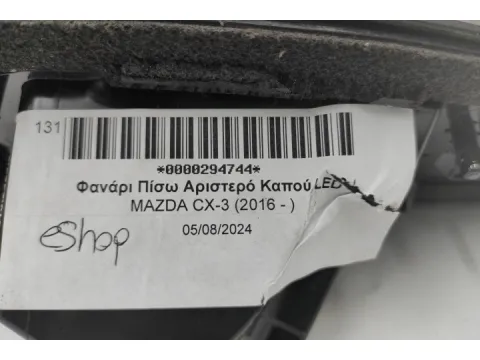 131
*0000294744*
Φανάρι Πίσω Αριστερό Καπού LED
MAZDA CX-3 (2016 - )
05/08/2024
eShop